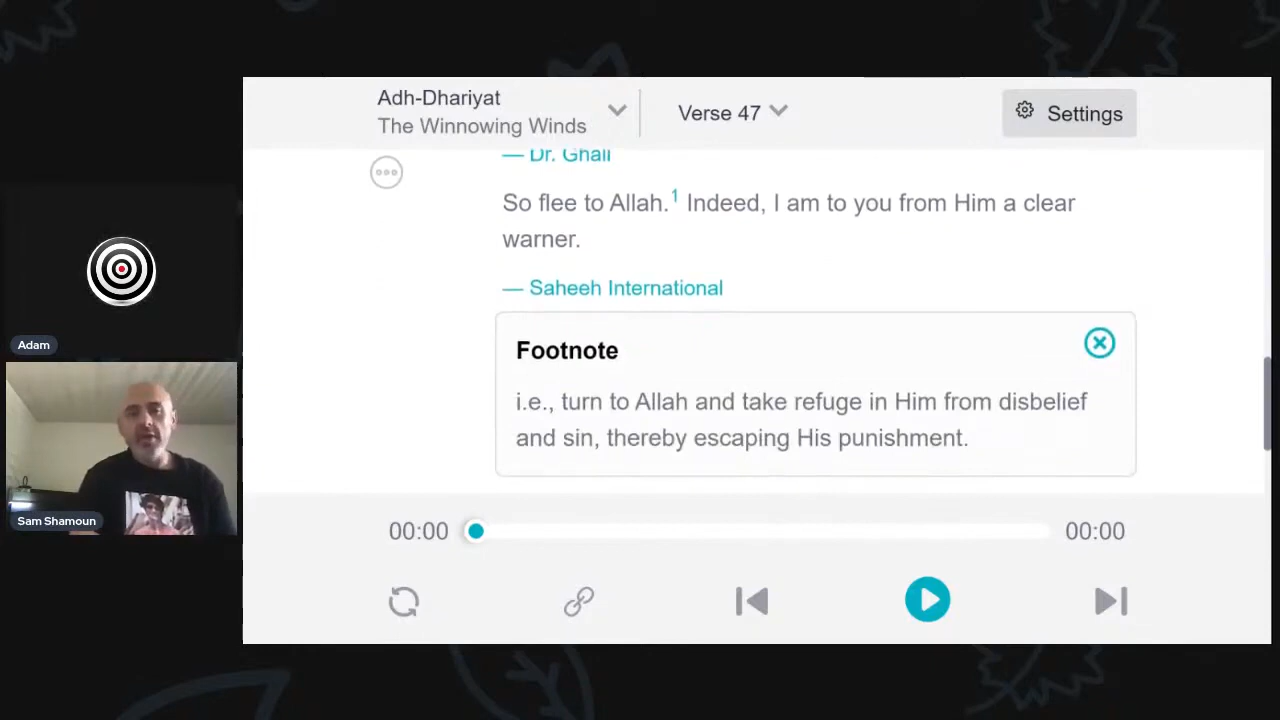 Adh-Dhariyat
The Winnowing Winds
Verse 47
Settings
— Dr. Ghali
So flee to Allah.1 Indeed, I am to you from Him a clear
warner.
— Saheeh International
Footnote
i.e., turn to Allah and take refuge in Him from disbelief
and sin, thereby escaping His punishment.
00:00
00:00
Adam
Sam Shamoun